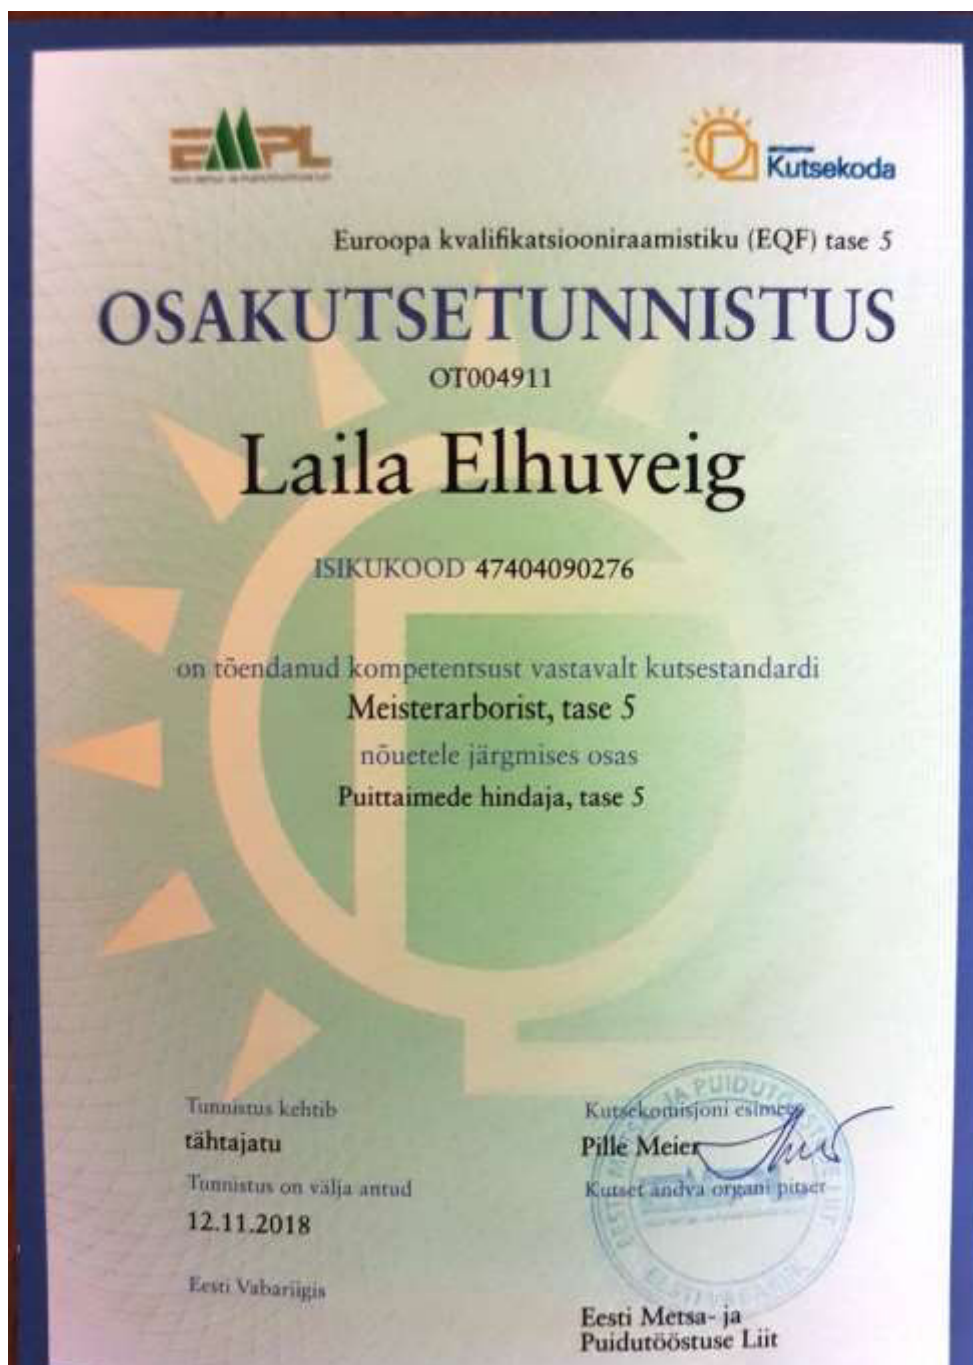 EMPL
Kutsekoda
Euroopa kvalifikatsiooniraamistiku (EQF) tase 5
OSAKUTSETUNNISTUS
OT004911
Laila Elhuveig
ISIKUKOOD 47404090276
on tõendanud kompetentsust vastavalt kutsestandardi
Meisterarborist, tase 5
nõuetele järgmises osas
Puittaimede hindaja, tase 5
Tunnistus kehtib
tähtajatu
Tunnistus on välja antud
12.11.2018
Eesti Vabariigis
Kutsekomisjoni esimees
Pille Meier
Kutset andva organi pitser
Eesti Metsa- ja
Puidutööstuse Liit